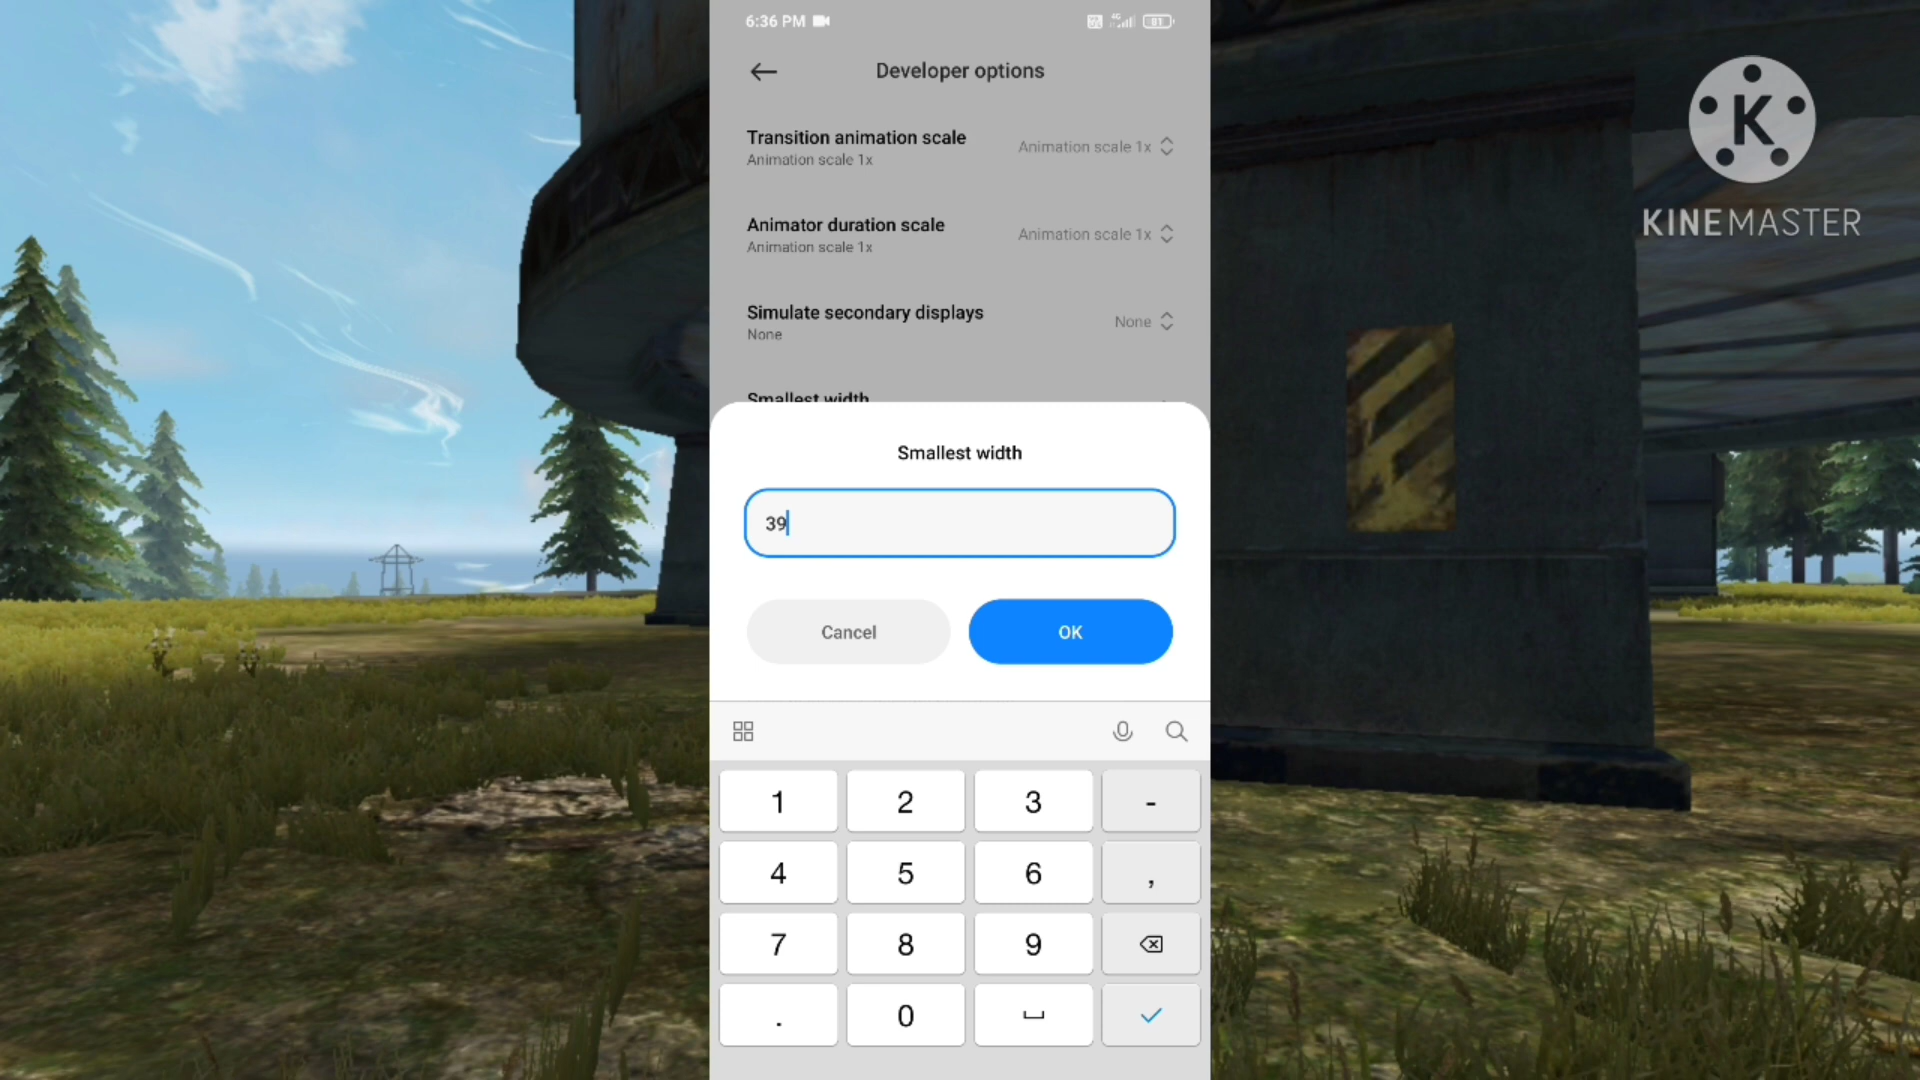 6:36 PM
4G
81
Developer options
Transition animation scale
Animation scale 1x
Animation scale 1x
Animator duration scale
Animation scale 1x
Animation scale 1x
Simulate secondary displays
None
None
Smallest width
Smallest width
39
Cancel
OK
1 2 3 -
4 5 6 ,
7 8 9
. 0
K
KINEMASTER